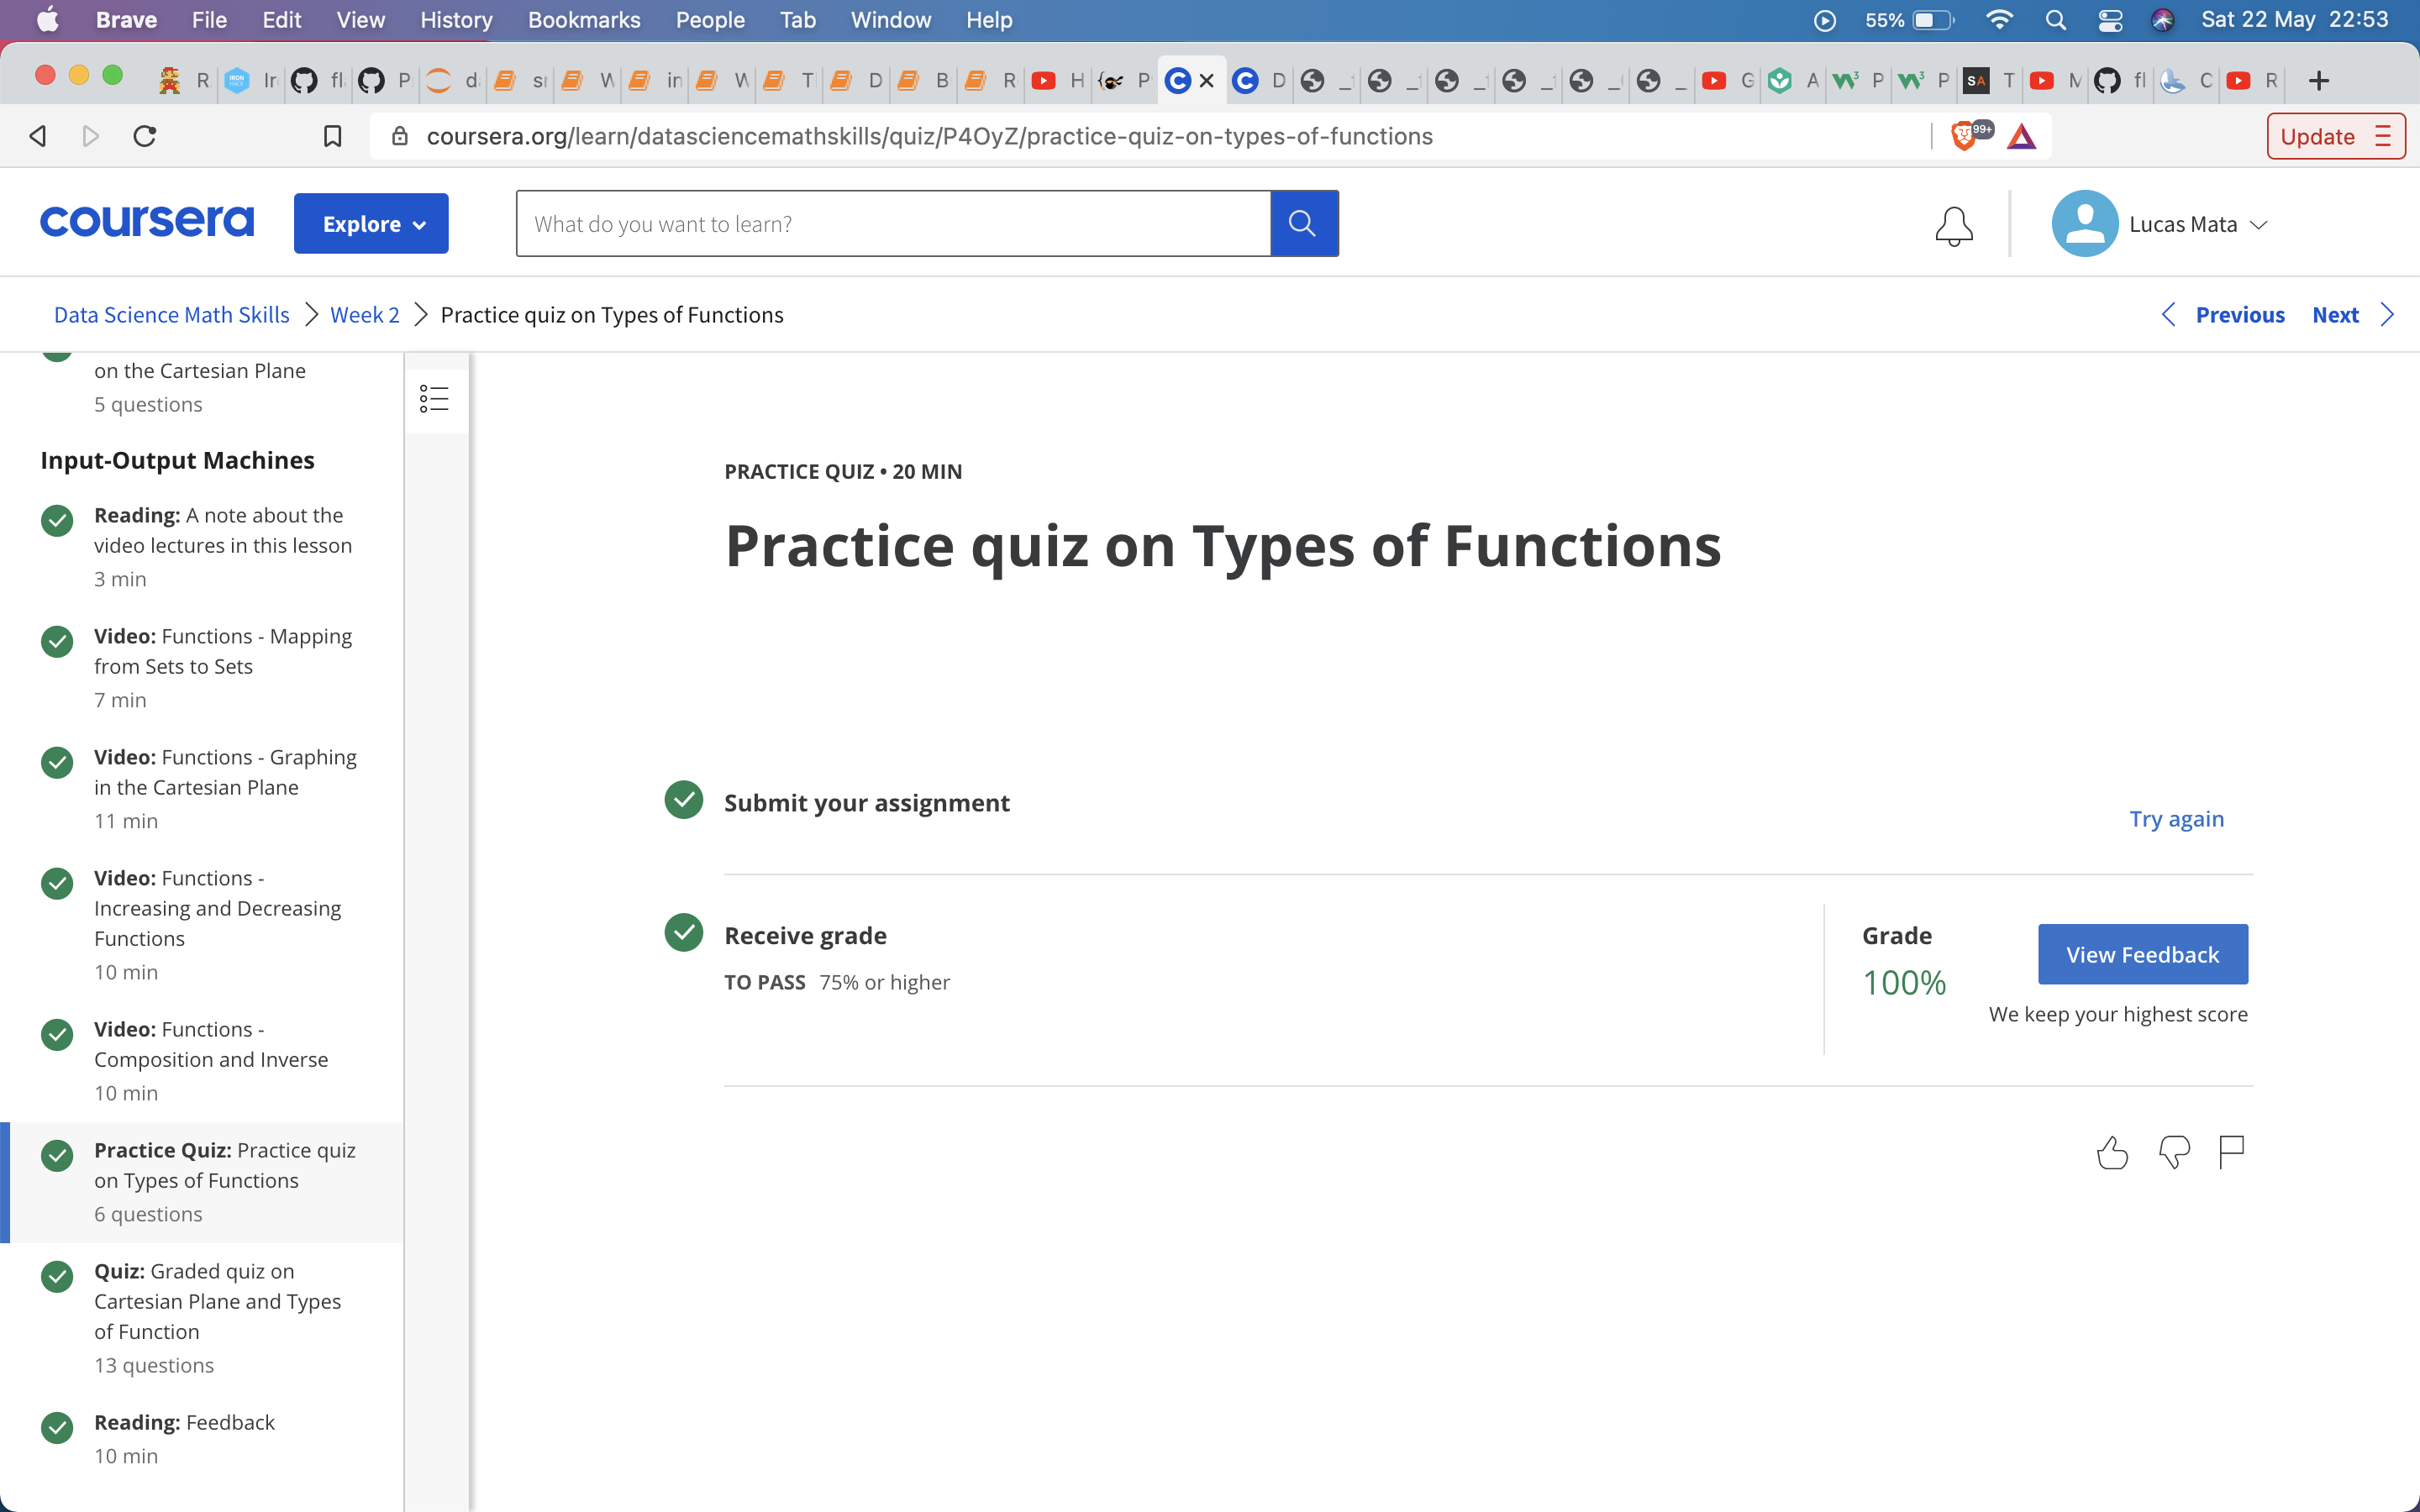 Brave File Edit View History Bookmarks People Tab Window Help 55% Sat 22 May 22:53
coursera.org/learn/datasciencemathskills/quiz/P4OyZ/practice-quiz-on-types-of-functions 99+ Update
coursera Explore What do you want to learn? Lucas Mata
Data Science Math Skills Week 2 Practice quiz on Types of Functions Previous Next
on the Cartesian Plane
5 questions
Input-Output Machines
Reading: A note about the
video lectures in this lesson
3 min
Video: Functions - Mapping
from Sets to Sets
7 min
Video: Functions - Graphing
in the Cartesian Plane
11 min
Video: Functions -
Increasing and Decreasing
Functions
10 min
Video: Functions -
Composition and Inverse
10 min
Practice Quiz: Practice quiz
on Types of Functions
6 questions
Quiz: Graded quiz on
Cartesian Plane and Types
of Function
13 questions
Reading: Feedback
10 min
PRACTICE QUIZ • 20 MIN
Practice quiz on Types of Functions
Submit your assignment
Try again
Receive grade
TO PASS 75% or higher
Grade
100%
View Feedback
We keep your highest score